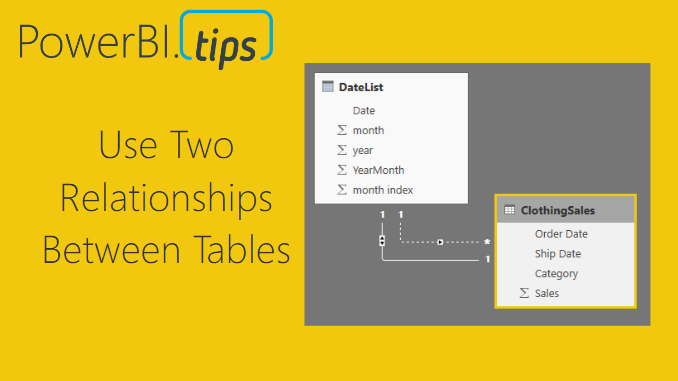 PowerBI.tips
Use Two
Relationships
Between Tables
DateList
Date
∑ month
∑ year
∑ YearMonth
∑ month index
1 1
*
1
ClothingSales
Order Date
Ship Date
Category
∑ Sales